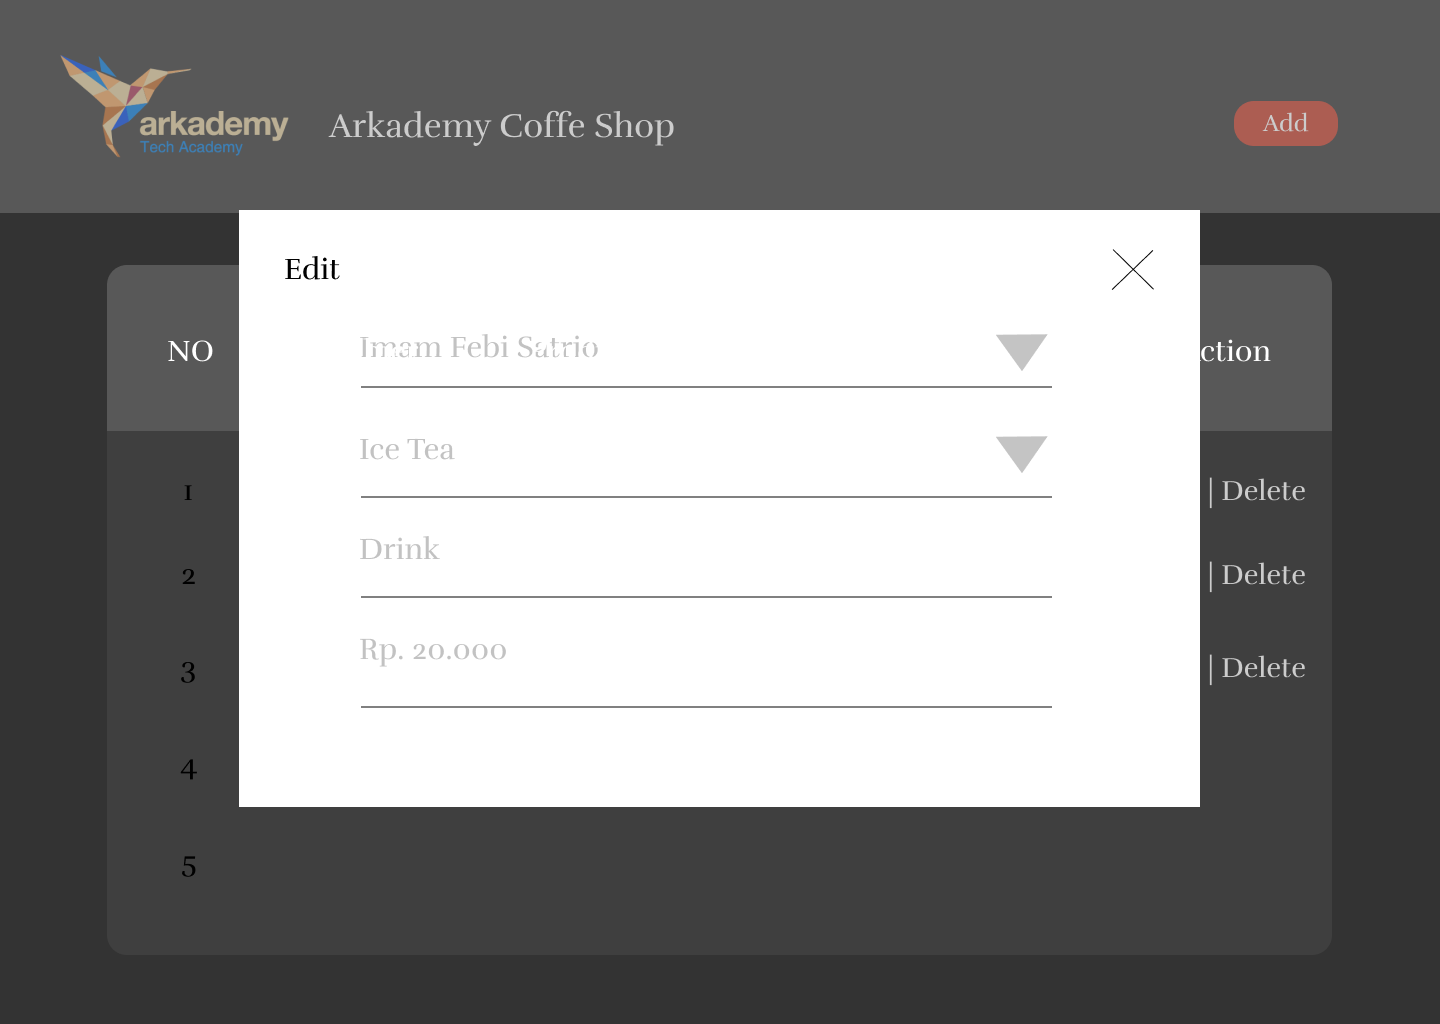 arkademy
Tech Academy
Arkademy Coffe Shop
Add
Edit
NO
Imam Febi Satrio
ction
Ice Tea
1
| Delete
Drink
2
| Delete
Rp. 20.000
3
| Delete
4
5